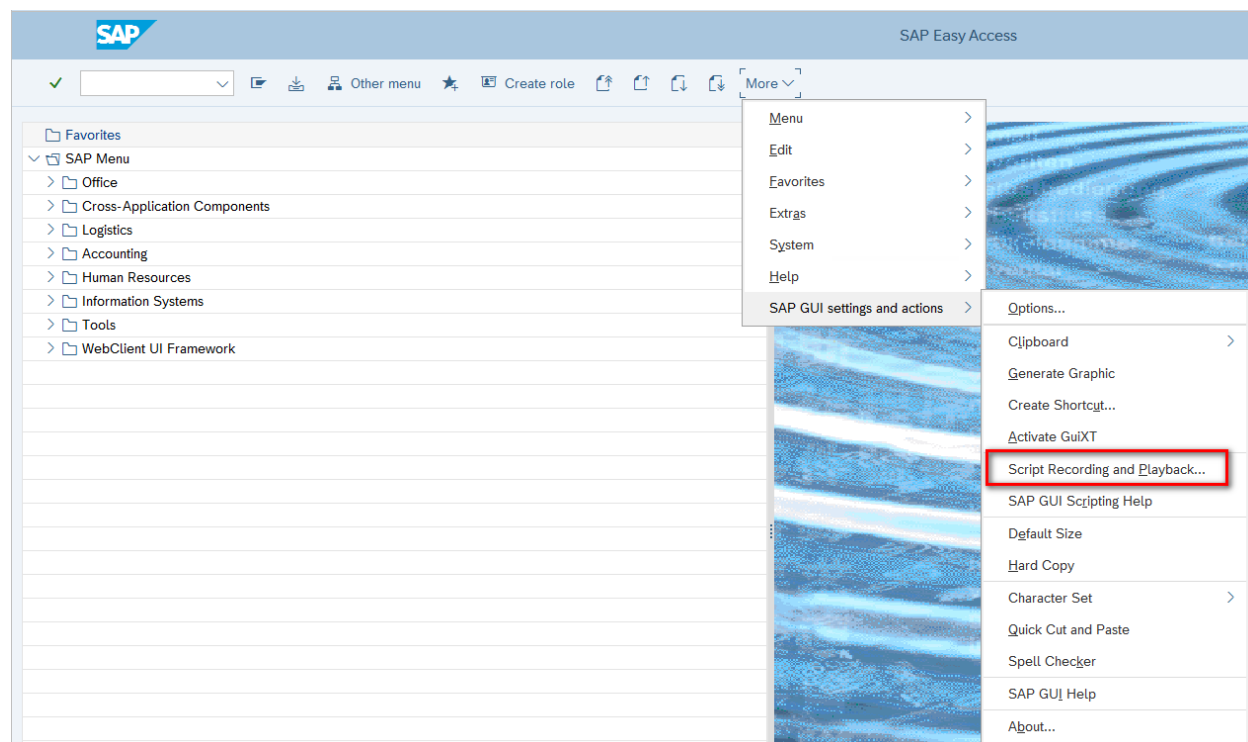 SAP
SAP Easy Access
Other menu
Create role
More
Favorites
SAP Menu
Office
Cross-Application Components
Logistics
Accounting
Human Resources
Information Systems
Tools
WebClient UI Framework
Menu
Edit
Favorites
Extras
System
Help
SAP GUI settings and actions
Options...
Clipboard
Generate Graphic
Create Shortcut...
Activate GuiXT
Script Recording and Playback...
SAP GUI Scripting Help
Default Size
Hard Copy
Character Set
Quick Cut and Paste
Spell Checker
SAP GUI Help
About...